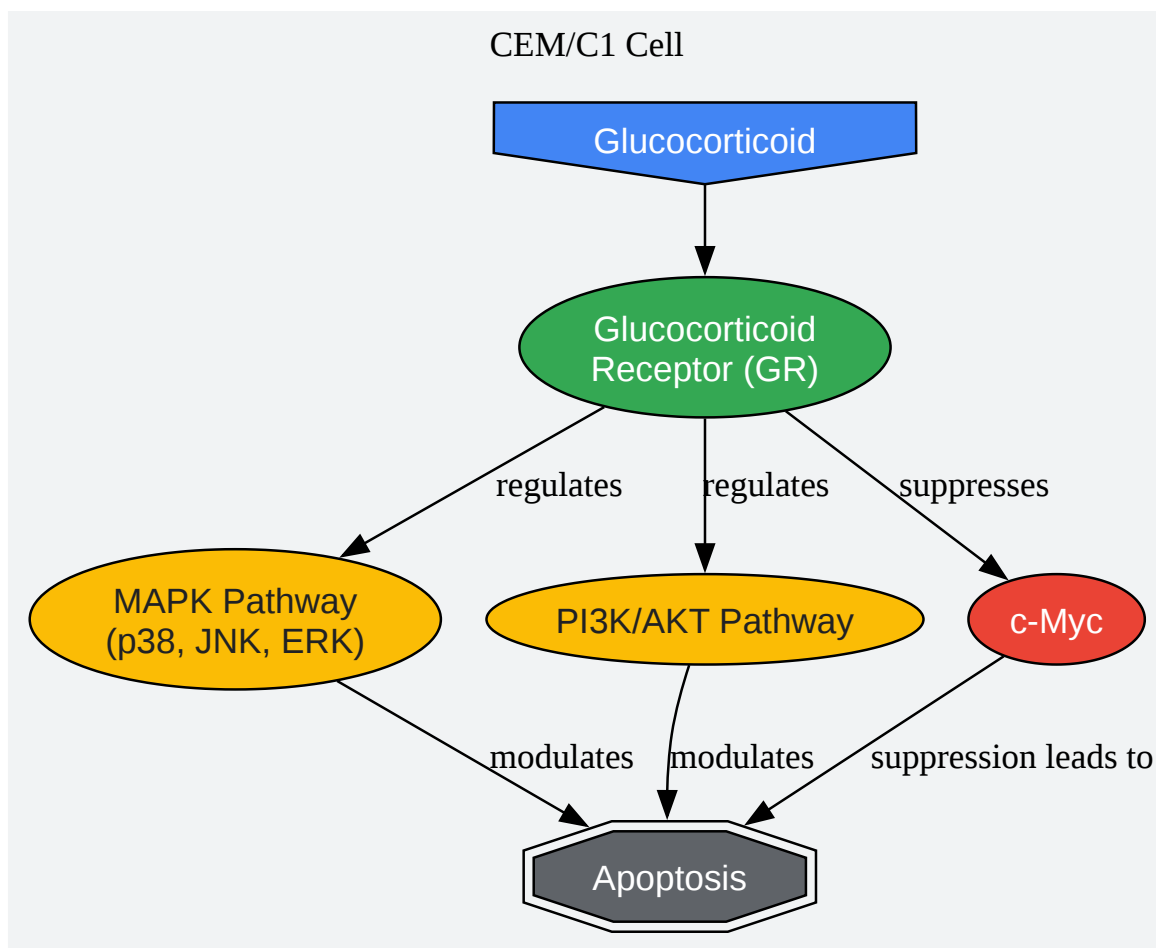 CEM/C1 Cell
Glucocorticoid
Glucocorticoid
Receptor (GR)
regulates
regulates
suppresses
MAPK Pathway
(p38, JNK, ERK)
PI3K/AKT Pathway
c-Myc
modulates
modulates
suppression leads to
Apoptosis